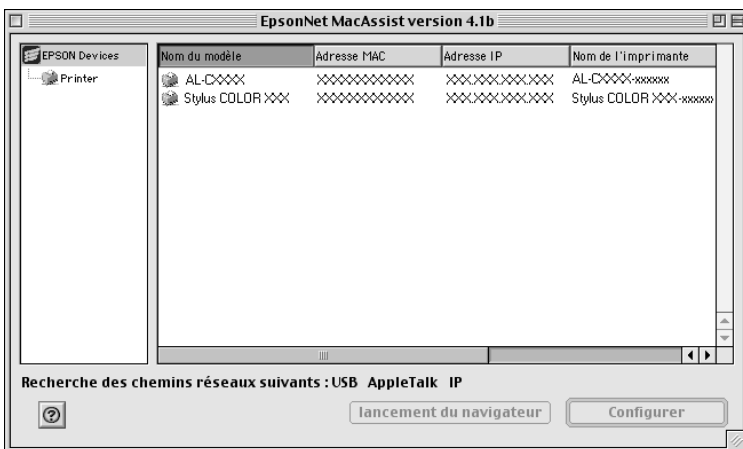 EpsonNet MacAssist version 4.1b
EPSON Devices
Printer
Nom du modèle Adresse MAC Adresse IP Nom de l'imprimante
AL-CXXXX XXXXXXXXXXXX XXX.XXX.XXX.XXX AL-CXXXX-xxxxxx
Stylus COLOR XXX XXXXXXXXXXXX XXX.XXX.XXX.XXX Stylus COLOR XXX-xxxxxx
Recherche des chemins réseaux suivants : USB AppleTalk IP
?
lancement du navigateur Configurer